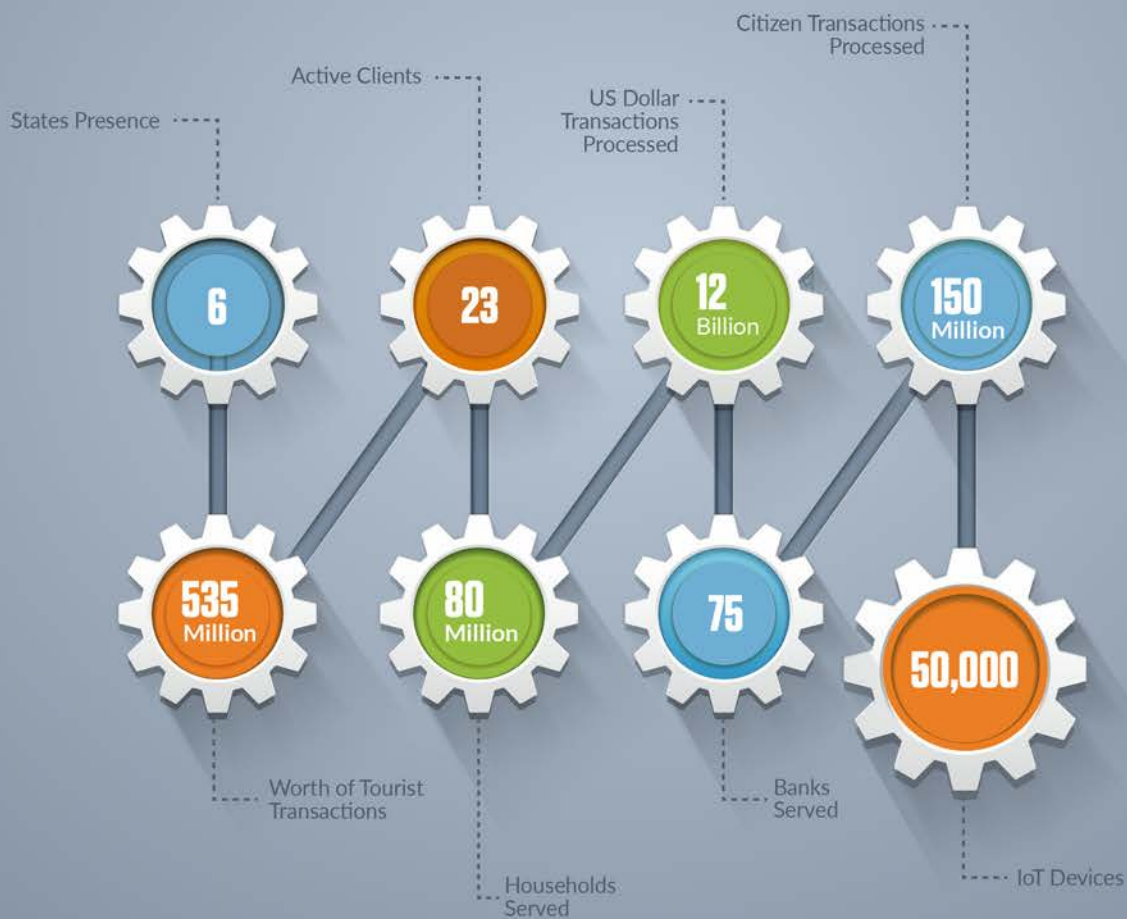 Citizen Transactions
Processed
Active Clients
US Dollar
Transactions
Processed
States Presence
6
23
12
Billion
150
Million
535
Million
80
Million
75
50,000
Worth of Tourist
Transactions
Banks
Served
Households
Served
IoT Devices